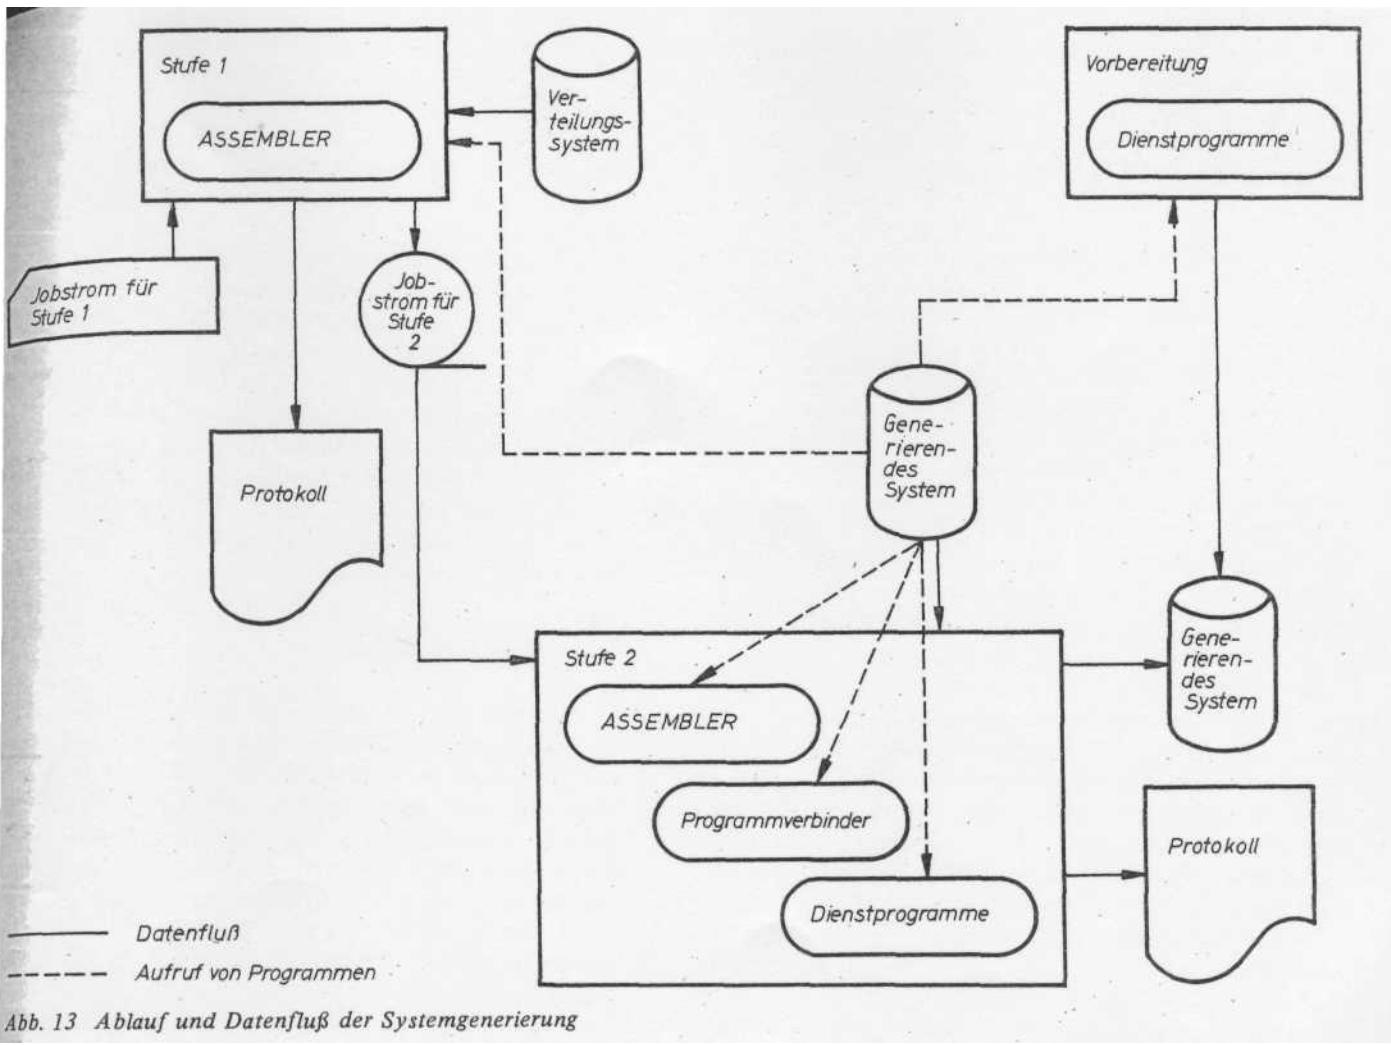 Stufe 1
ASSEMBLER
Ver-
teilungs-
system
Vorbereitung
Dienstprogramme
Jobstrom für
Stufe 1
Job-
strom für
Stufe
2
Protokoll
Gene-
rieren-
des
System
Stufe 2
ASSEMBLER
Programmverbinder
Dienstprogramme
Gene-
rieren-
des
System
Protokoll
Datenfluß
Aufruf von Programmen
Abb. 13 Ablauf und Datenfluß der Systemgenerierung